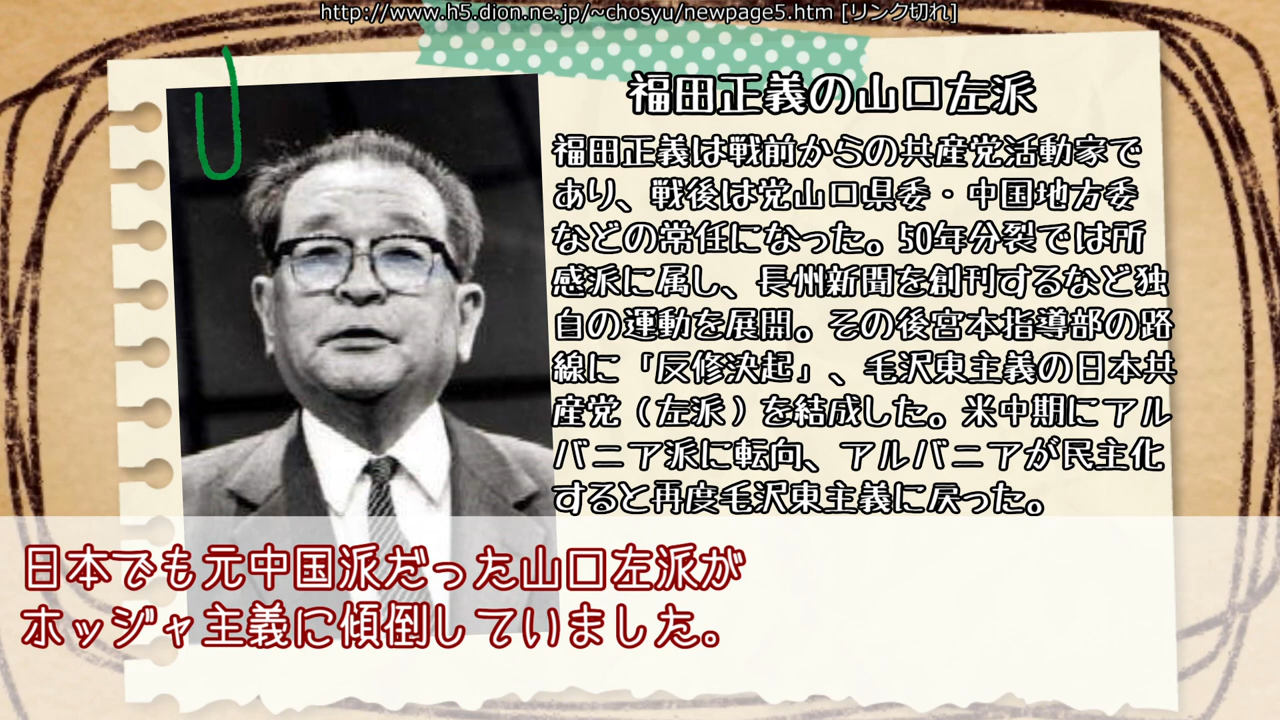 http://www.h5.dion.ne.jp/~chosyu/newpage5.htm [リンク切れ]
福田正義の山口左派
福田正義は戦前からの共産党活動家で
あり、戦後は党山口県委・中国地方委
などの常任になった。50年分裂では所
感派に属し、長州新聞を創刊するなど独
自の運動を展開。その後宮本指導部の路
線に「反修決起」、毛沢東主義の日本共
産党（左派）を結成した。米中期にアル
バニア派に転向、アルバニアが民主化
すると再度毛沢東主義に戻った。
日本でも元中国派だった山口左派が
ホッジャ主義に傾倒していました。